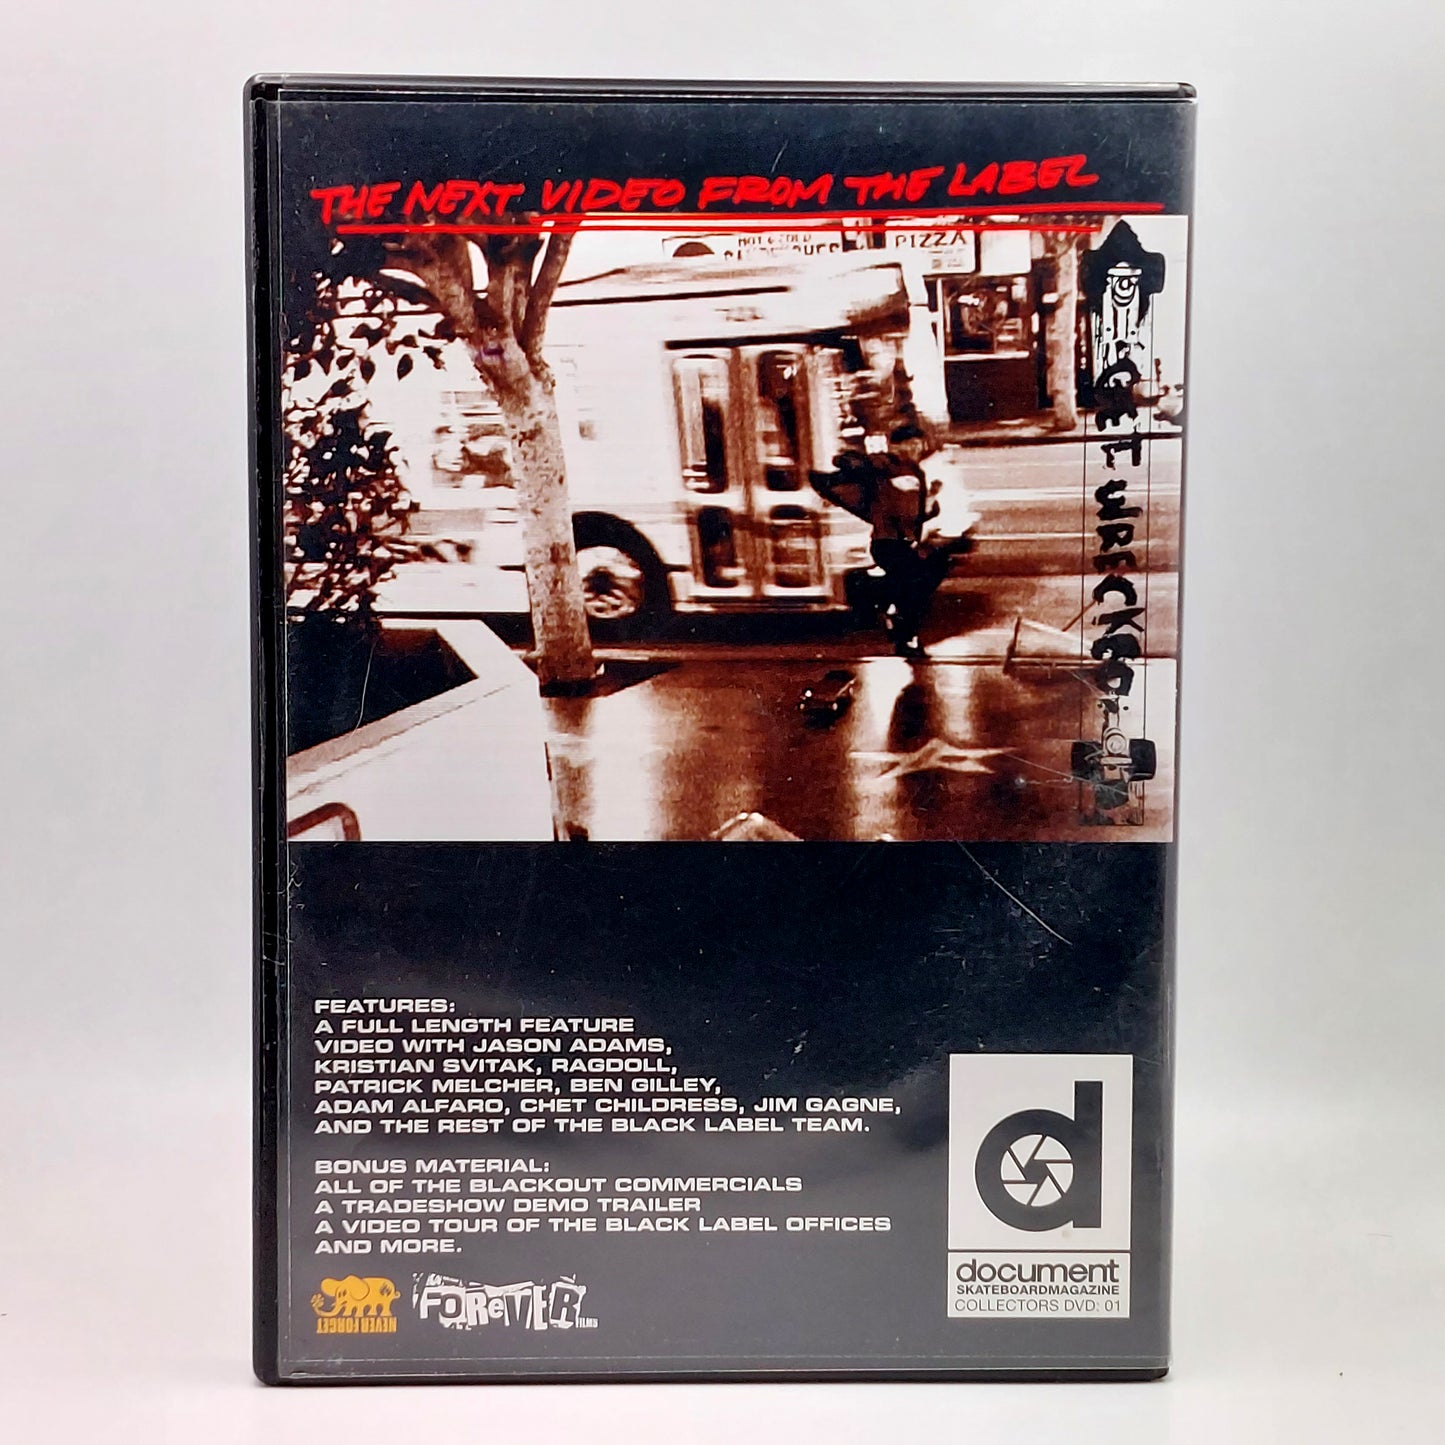 THE NEXT VIDEO FROM THE LABEL
PIZZA
GET WRECKED
FEATURES:
A FULL LENGTH FEATURE
VIDEO WITH JASON ADAMS,
KRISTIAN SVITAK, RAGDOLL,
PATRICK MELCHER, BEN GILLEY,
ADAM ALFARO, CHET CHILDRESS, JIM GAGNE,
AND THE REST OF THE BLACK LABEL TEAM.
BONUS MATERIAL:
ALL OF THE BLACKOUT COMMERCIALS
A TRADESHOW DEMO TRAILER
A VIDEO TOUR OF THE BLACK LABEL OFFICES
AND MORE.
NEVER FORGET
FOREVER
FILMS
d
document
SKATEBOARDMAGAZINE
COLLECTORS DVD: 01